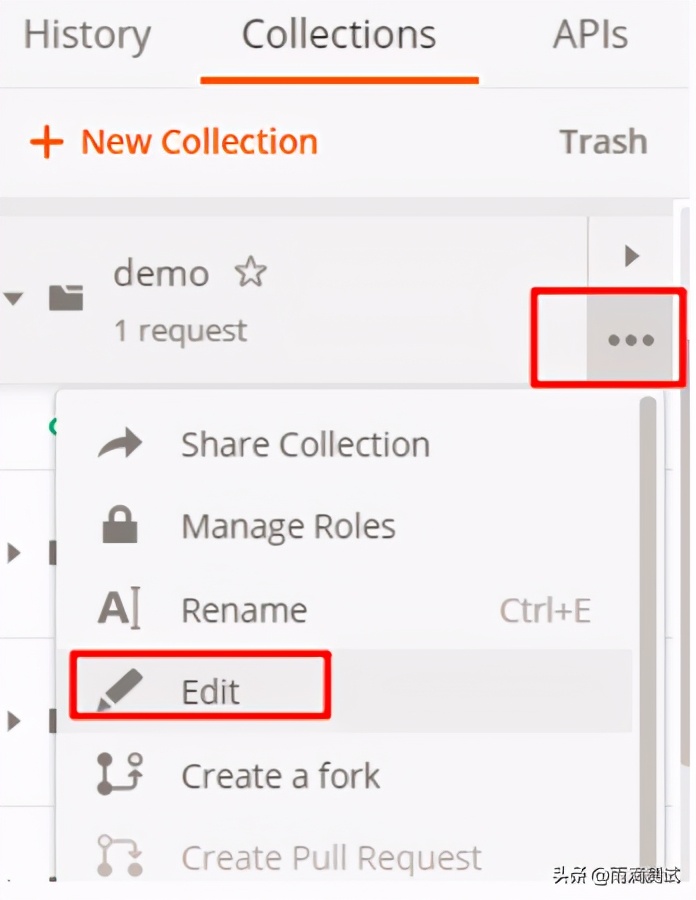 History Collections APIs
+ New Collection Trash
demo
1 request
Share Collection
Manage Roles
Rename Ctrl+E
Edit
Create a fork
Create Pull Request
头条 @雨滴测试